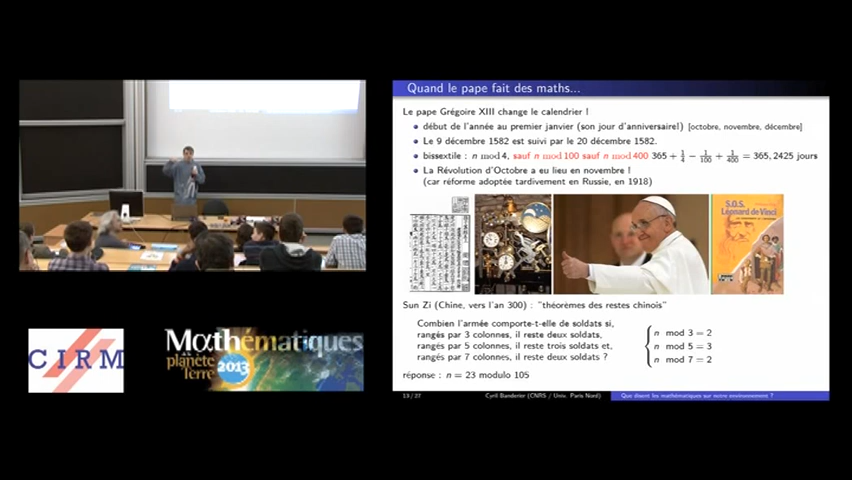 Quand le pape fait des maths...
Le pape Grégoire XIII change le calendrier !
début de l'année au premier janvier (son jour d'anniversaire!) [octobre, novembre, décembre]
Le 9 décembre 1582 est suivi par le 20 décembre 1582.
bissextile : n mod 4, sauf n mod 100 sauf n mod 400 365 + 1/4 − 1/100 + 1/400 = 365, 2425 jours
La Révolution d'Octobre a eu lieu en novembre !
(car réforme adoptée tardivement en Russie, en 1918)
S.O.S.
Léonard de Vinci
Sun Zi (Chine, vers l'an 300) : "théorèmes des restes chinois"
Combien l'armée comporte-t-elle de soldats si,
rangés par 3 colonnes, il reste deux soldats,
rangés par 5 colonnes, il reste trois soldats et,
rangés par 7 colonnes, il reste deux soldats ?
n mod 3 = 2
n mod 5 = 3
n mod 7 = 2
réponse : n = 23 modulo 105
13 / 27
Cyril Banderier (CNRS / Univ. Paris Nord)
Que disent les mathématiques sur notre environnement ?
CIRM
Mathématiques
de la
planète
Terre
2013